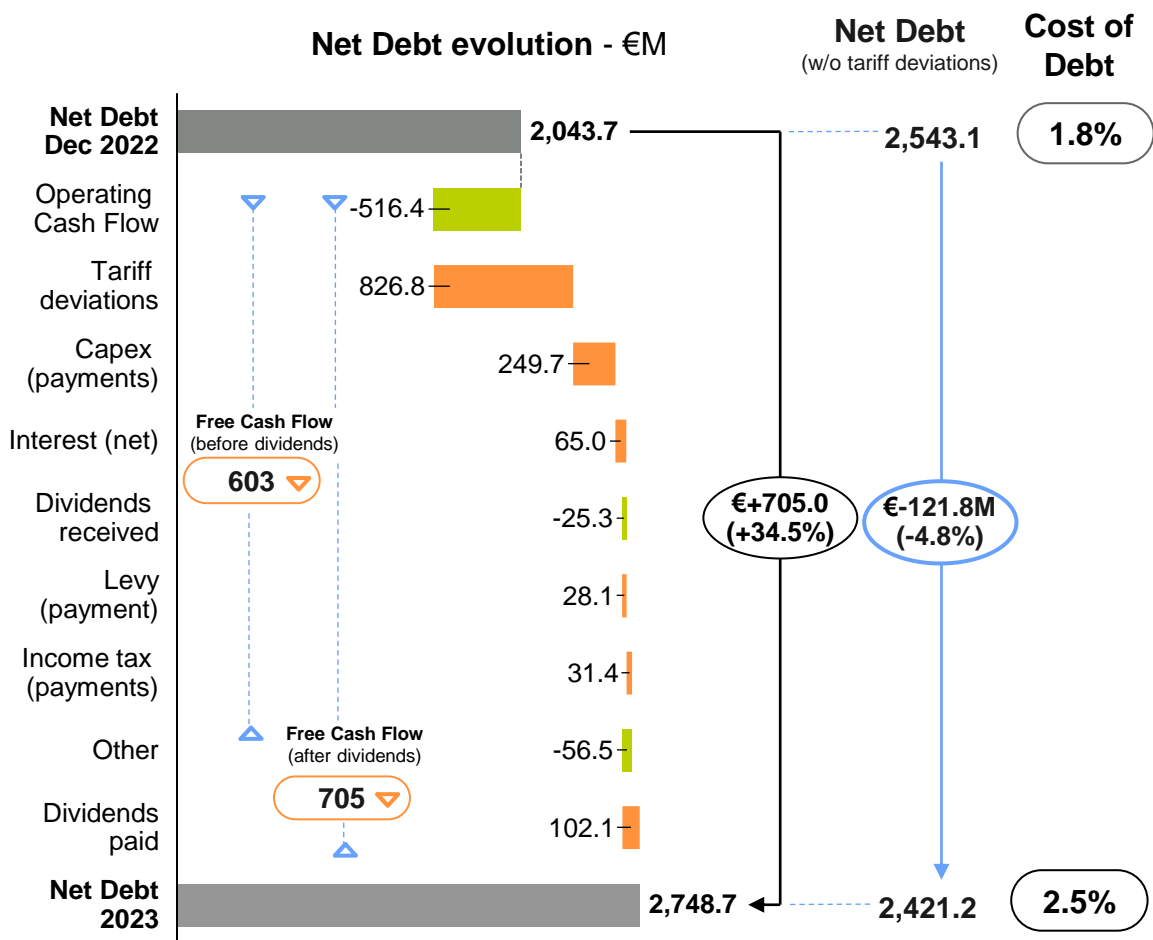 Net Debt evolution - €M
Net Debt
(w/o tariff deviations)
Cost of
Debt
Net Debt
Dec 2022
2,043.7
2,543.1
1.8%
Operating
Cash Flow
-516.4
Tariff
deviations
826.8
Capex
(payments)
249.7
Free Cash Flow
(before dividends)
603
Interest (net)
65.0
Dividends
received
-25.3
€+705.0
(+34.5%)
€-121.8M
(-4.8%)
Levy
(payment)
28.1
Income tax
(payments)
31.4
Other
-56.5
Free Cash Flow
(after dividends)
705
Dividends
paid
102.1
Net Debt
2023
2,748.7
2,421.2
2.5%